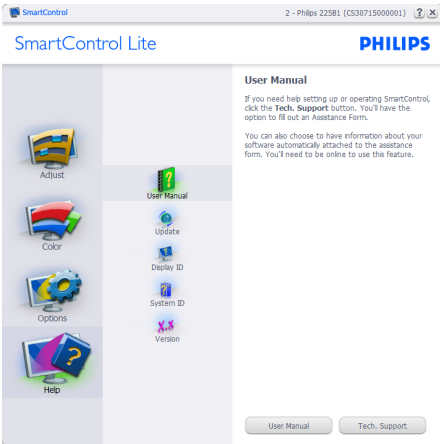 SmartControl
2 - Philips 225B1 (CS30715000001)
SmartControl Lite
PHILIPS
Adjust
Color
Options
Help
User Manual
Update
Display ID
System ID
X.X
Version
User Manual
If you need help setting up or operating SmartControl,
click the Tech. Support button. You'll have the
option to fill out an Assistance Form.
You can also choose to have information about your
software automatically attached to the assistance
form. You'll need to be online to use this feature.
User Manual
Tech. Support